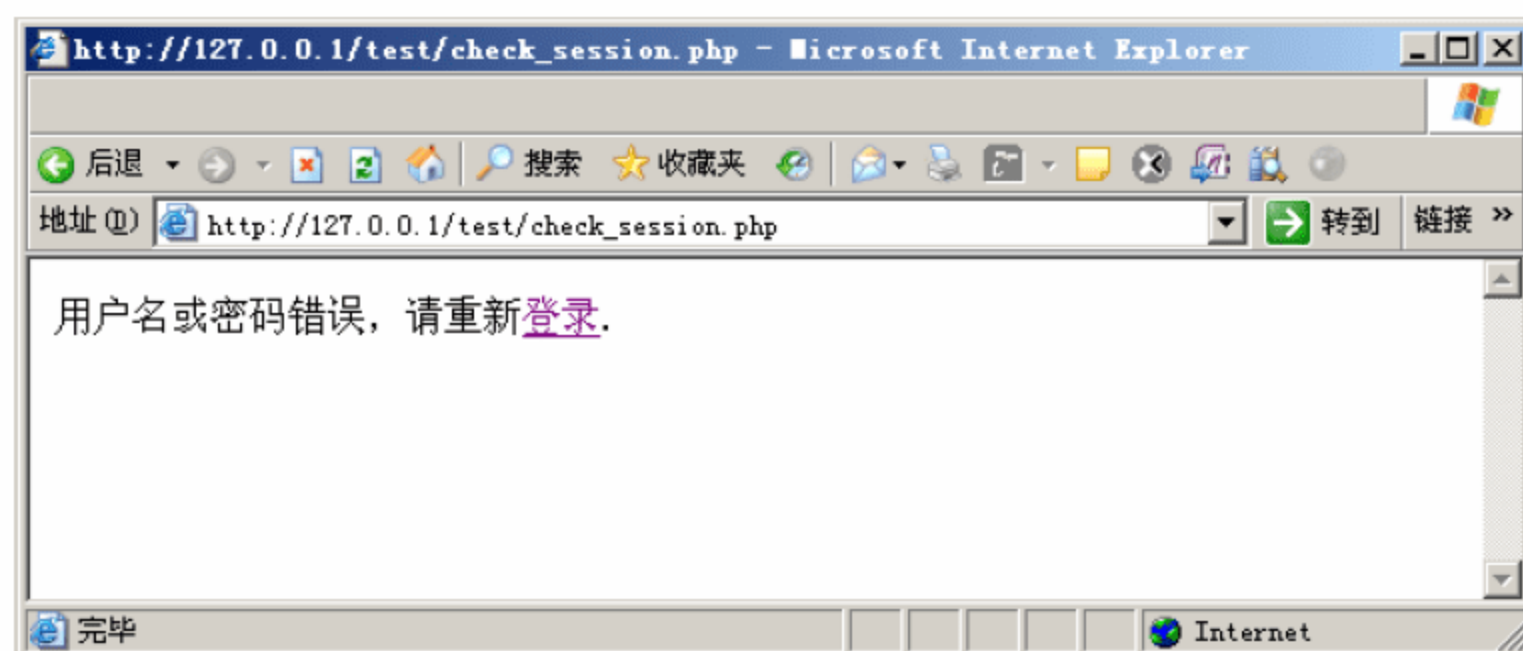 http://127.0.0.1/test/check_session.php - Microsoft Internet Explorer
后退 搜索 收藏夹
地址(D) http://127.0.0.1/test/check_session.php 转到 链接 »
用户名或密码错误，请重新登录.
完毕 Internet